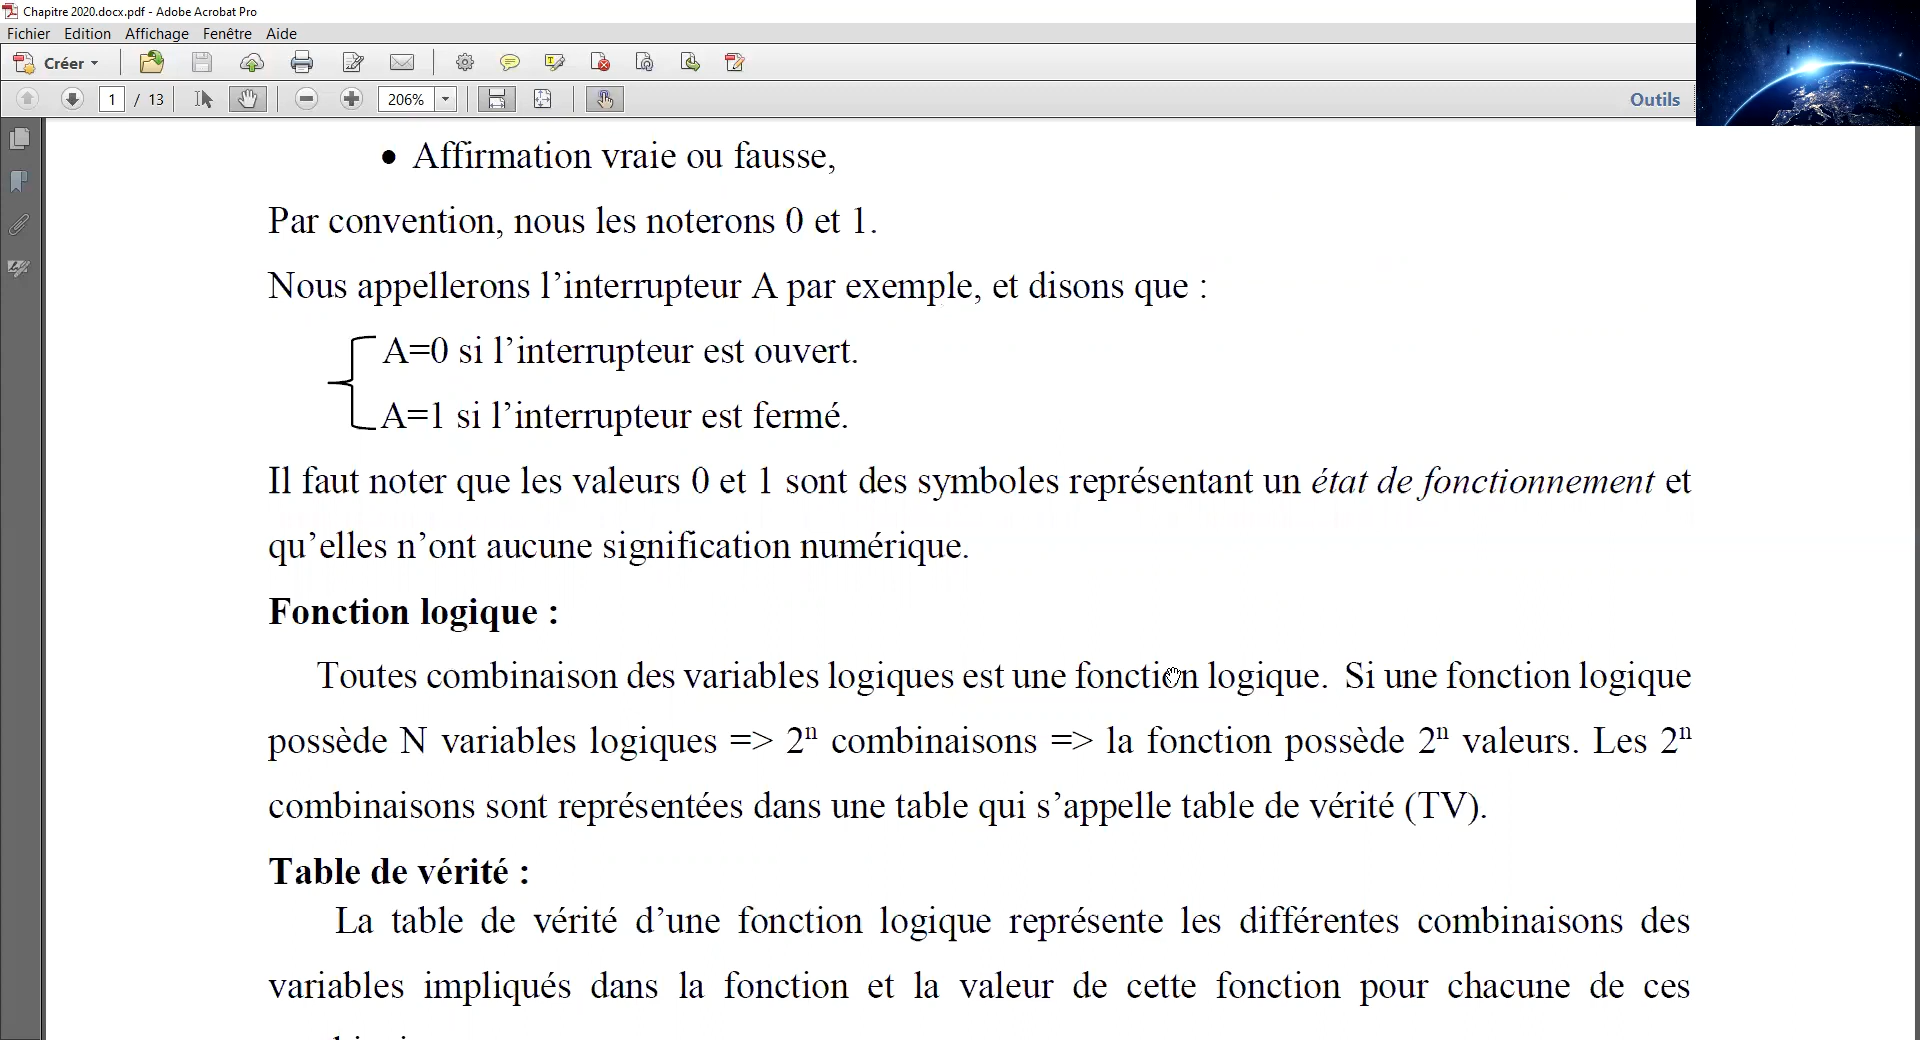 Chapitre 2020.docx.pdf - Adobe Acrobat Pro
Fichier Edition Affichage Fenêtre Aide
Créer
1 / 13 206% Outils
• Affirmation vraie ou fausse,
Par convention, nous les noterons 0 et 1.
Nous appellerons l’interrupteur A par exemple, et disons que :
A=0 si l’interrupteur est ouvert.
A=1 si l’interrupteur est fermé.
Il faut noter que les valeurs 0 et 1 sont des symboles représentant un état de fonctionnement et
qu’elles n’ont aucune signification numérique.
Fonction logique :
Toutes combinaison des variables logiques est une fonction logique. Si une fonction logique
possède N variables logiques => 2ⁿ combinaisons => la fonction possède 2ⁿ valeurs. Les 2ⁿ
combinaisons sont représentées dans une table qui s’appelle table de vérité (TV).
Table de vérité :
La table de vérité d’une fonction logique représente les différentes combinaisons des
variables impliqués dans la fonction et la valeur de cette fonction pour chacune de ces